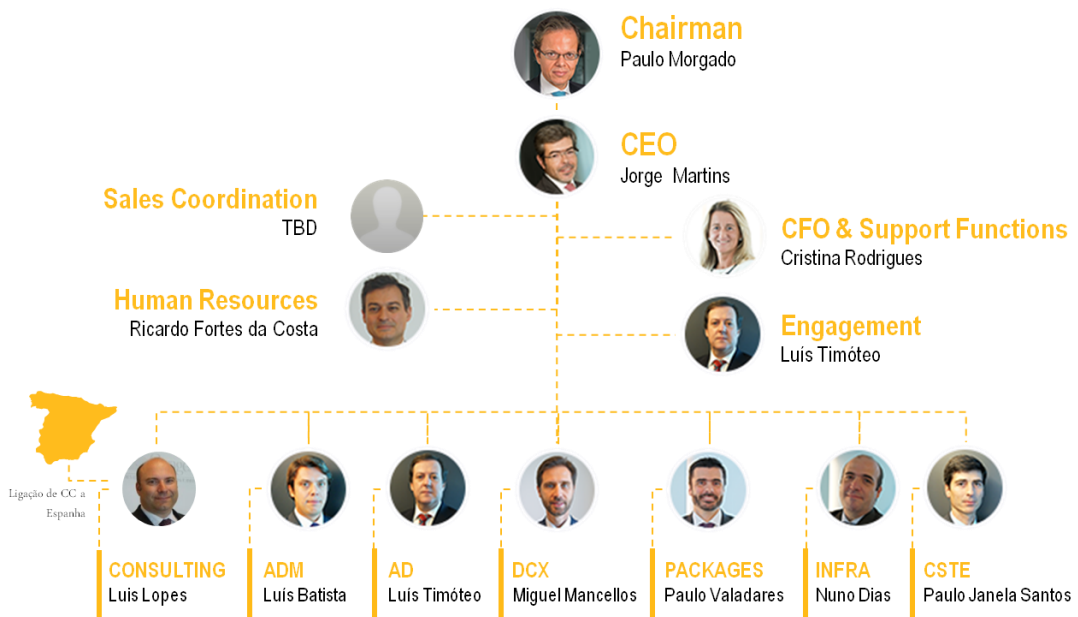 Chairman
Paulo Morgado
CEO
Jorge Martins
Sales Coordination
TBD
CFO & Support Functions
Cristina Rodrigues
Human Resources
Ricardo Fortes da Costa
Engagement
Luís Timóteo
Ligação de CC a
Espanha
CONSULTING
Luis Lopes
ADM
Luís Batista
AD
Luís Timóteo
DCX
Miguel Mancellos
PACKAGES
Paulo Valadares
INFRA
Nuno Dias
CSTE
Paulo Janela Santos